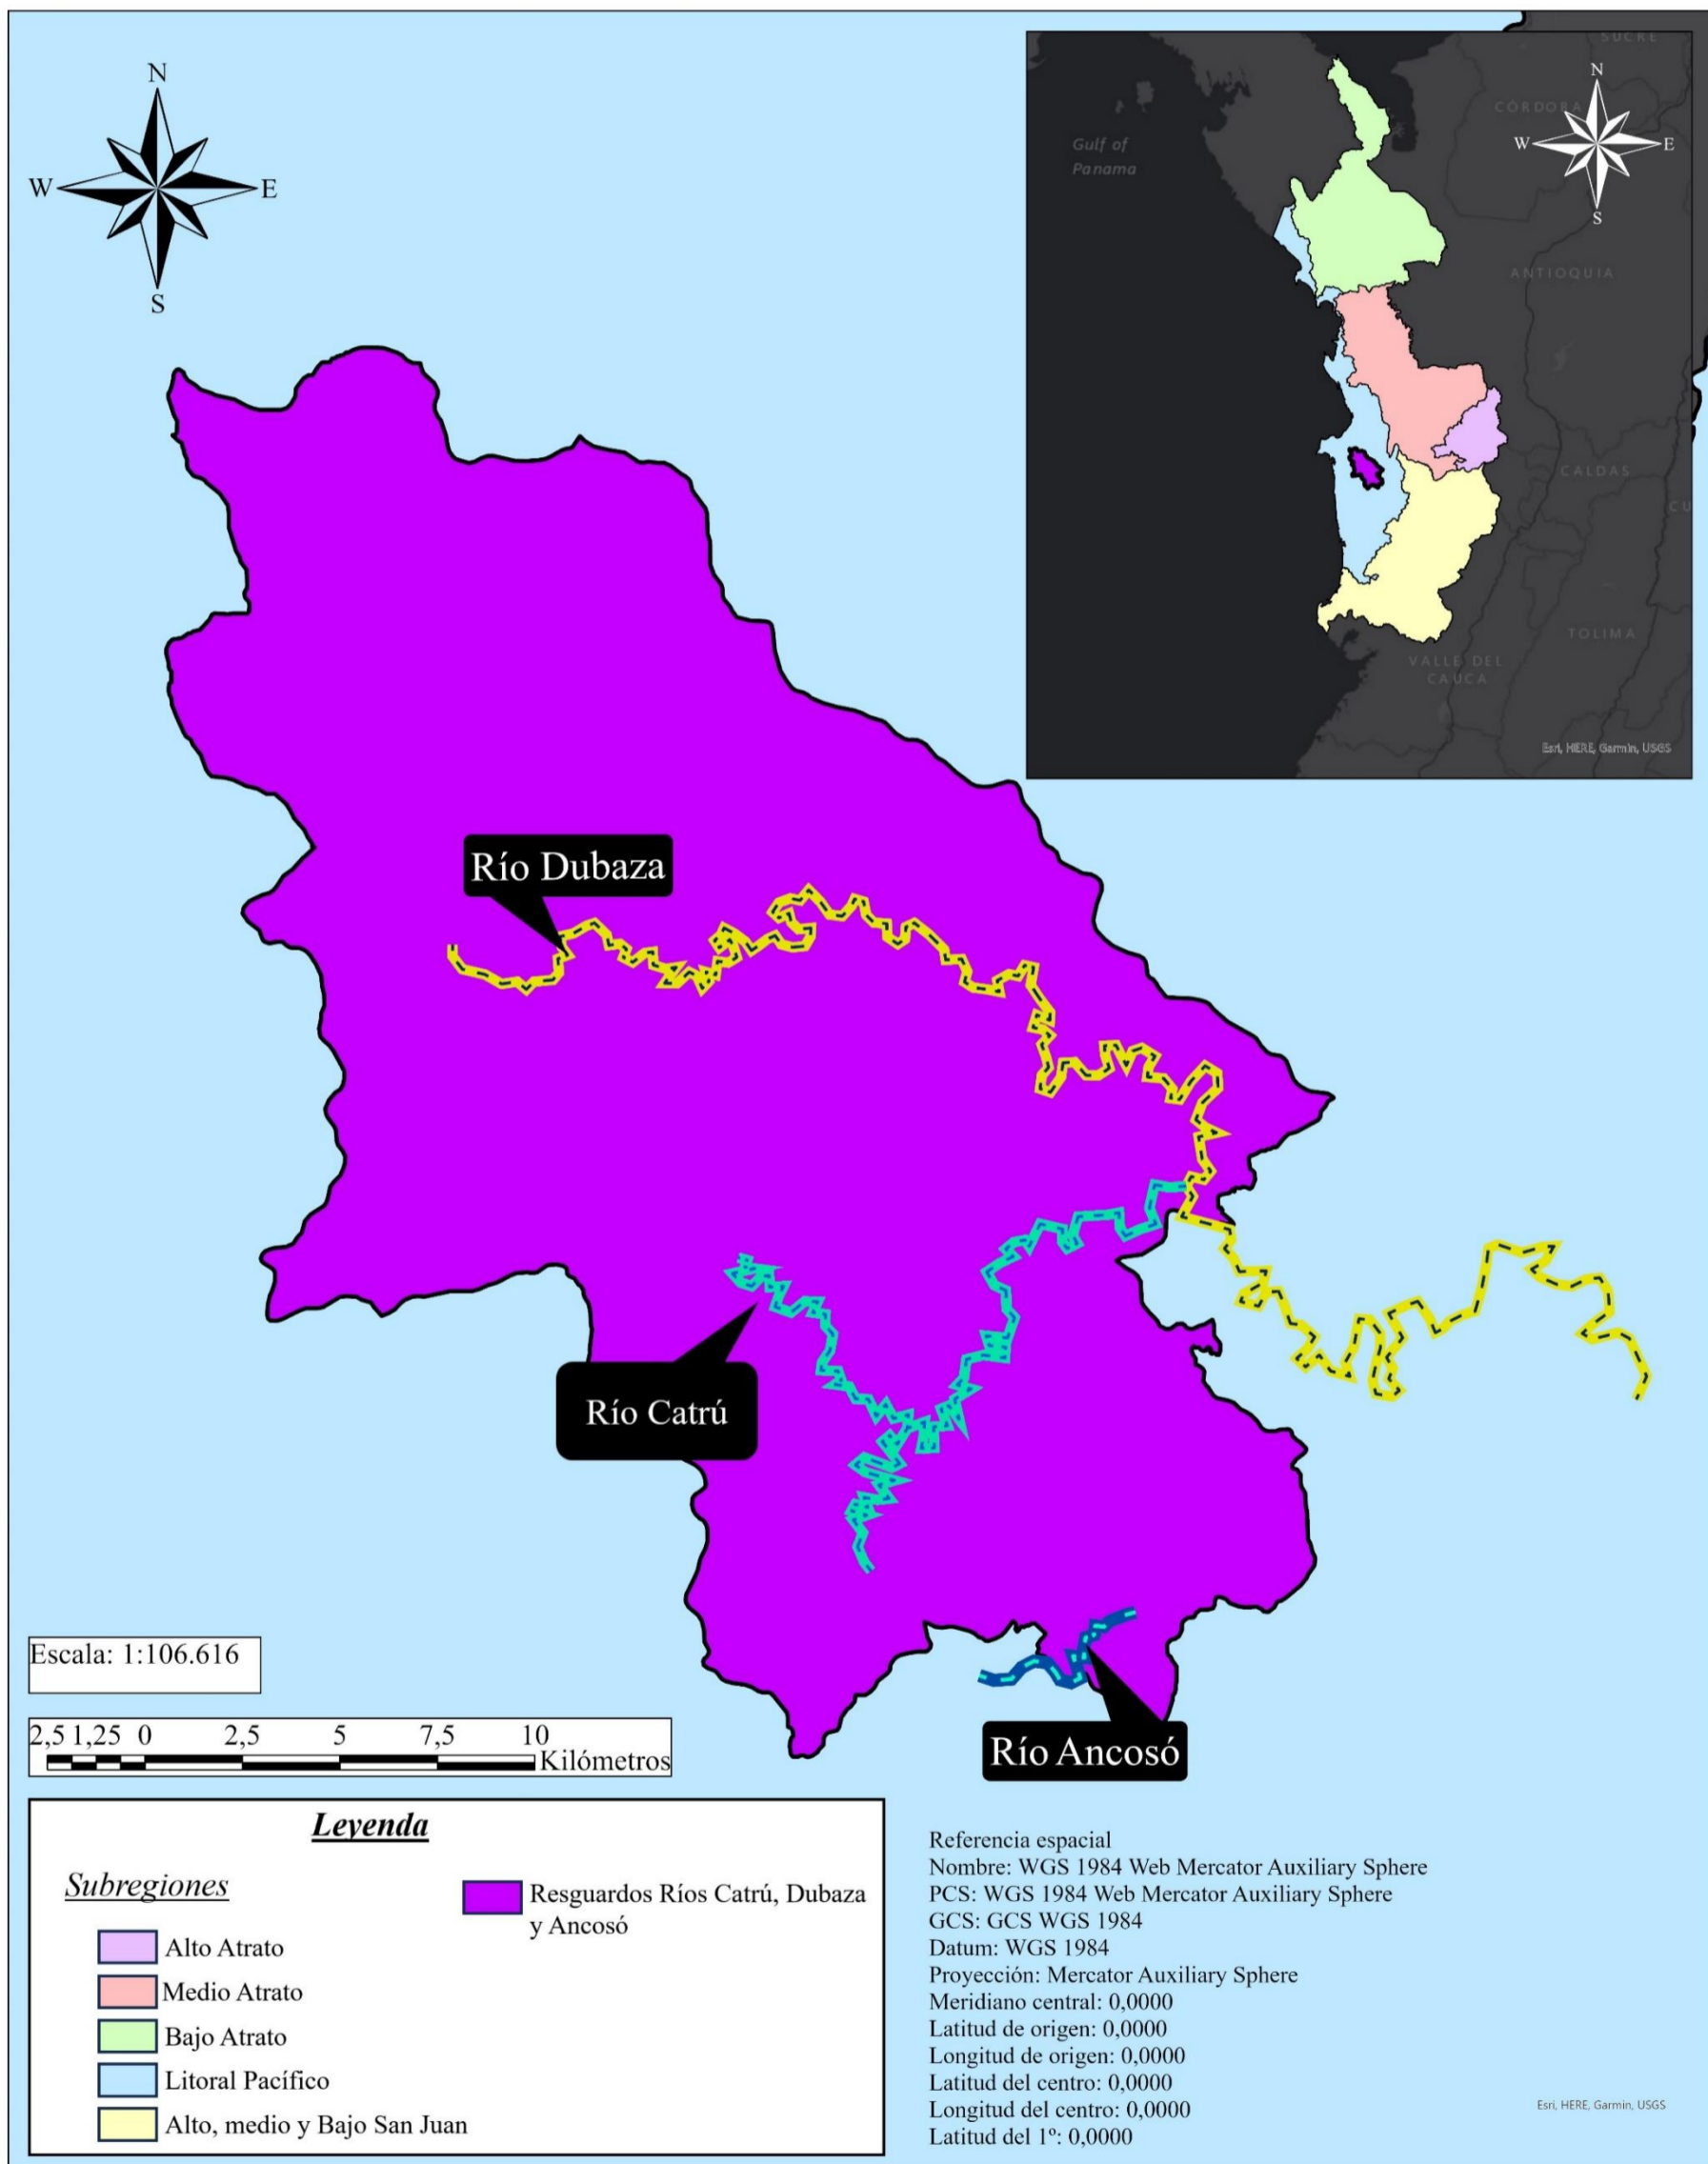 N
W
E
S
SUCRE
N
CÓRDOBA
W
E
S
Gulf of
Panama
ANTIOQUIA
CALDAS
CU
TOLIMA
VALLE DEL
CAUCA
Esri, HERE, Garmin, USGS
Río Dubaza
Río Catrú
Río Ancosó
Escala: 1:106.616
2,5 1,25 0 2,5 5 7,5 10
Kilómetros
Leyenda
Subregiones
Alto Atrato
Medio Atrato
Bajo Atrato
Litoral Pacífico
Alto, medio y Bajo San Juan
Resguardos Ríos Catrú, Dubaza
y Ancosó
Referencia espacial
Nombre: WGS 1984 Web Mercator Auxiliary Sphere
PCS: WGS 1984 Web Mercator Auxiliary Sphere
GCS: GCS WGS 1984
Datum: WGS 1984
Proyección: Mercator Auxiliary Sphere
Meridiano central: 0,0000
Latitud de origen: 0,0000
Longitud de origen: 0,0000
Latitud del centro: 0,0000
Longitud del centro: 0,0000
Latitud del 1º: 0,0000
Esri, HERE, Garmin, USGS